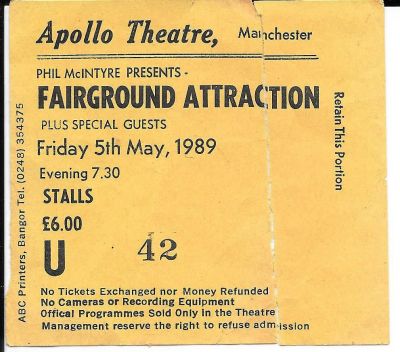 Apollo Theatre, Manchester
PHIL McINTYRE PRESENTS -
FAIRGROUND ATTRACTION
PLUS SPECIAL GUESTS
Friday 5th May, 1989
Evening 7.30
STALLS
£6.00
U 42
No Tickets Exchanged nor Money Refunded
No Cameras or Recording Equipment
Offical Programmes Sold Only in the Theatre
Management reserve the right to refuse admission
Retain This Portion
ABC Printers, Bangor Tel. (0248) 354375